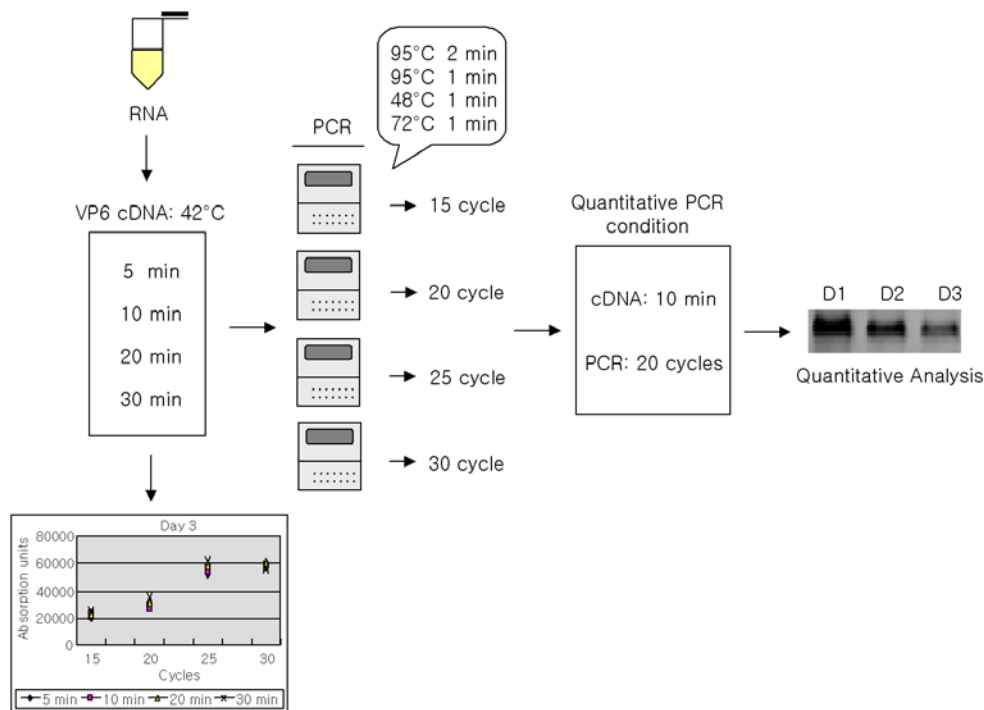 RNA
VP6 cDNA: 42°C
5 min
10 min
20 min
30 min
PCR
95°C 2 min
95°C 1 min
48°C 1 min
72°C 1 min
15 cycle
20 cycle
25 cycle
30 cycle
Quantitative PCR
condition
cDNA: 10 min
PCR: 20 cycles
D1 D2 D3
Quantitative Analysis
Day 3
Absorption units
80000
60000
40000
20000
0
15 20 25 30
Cycles
5 min 10 min 20 min 30 min